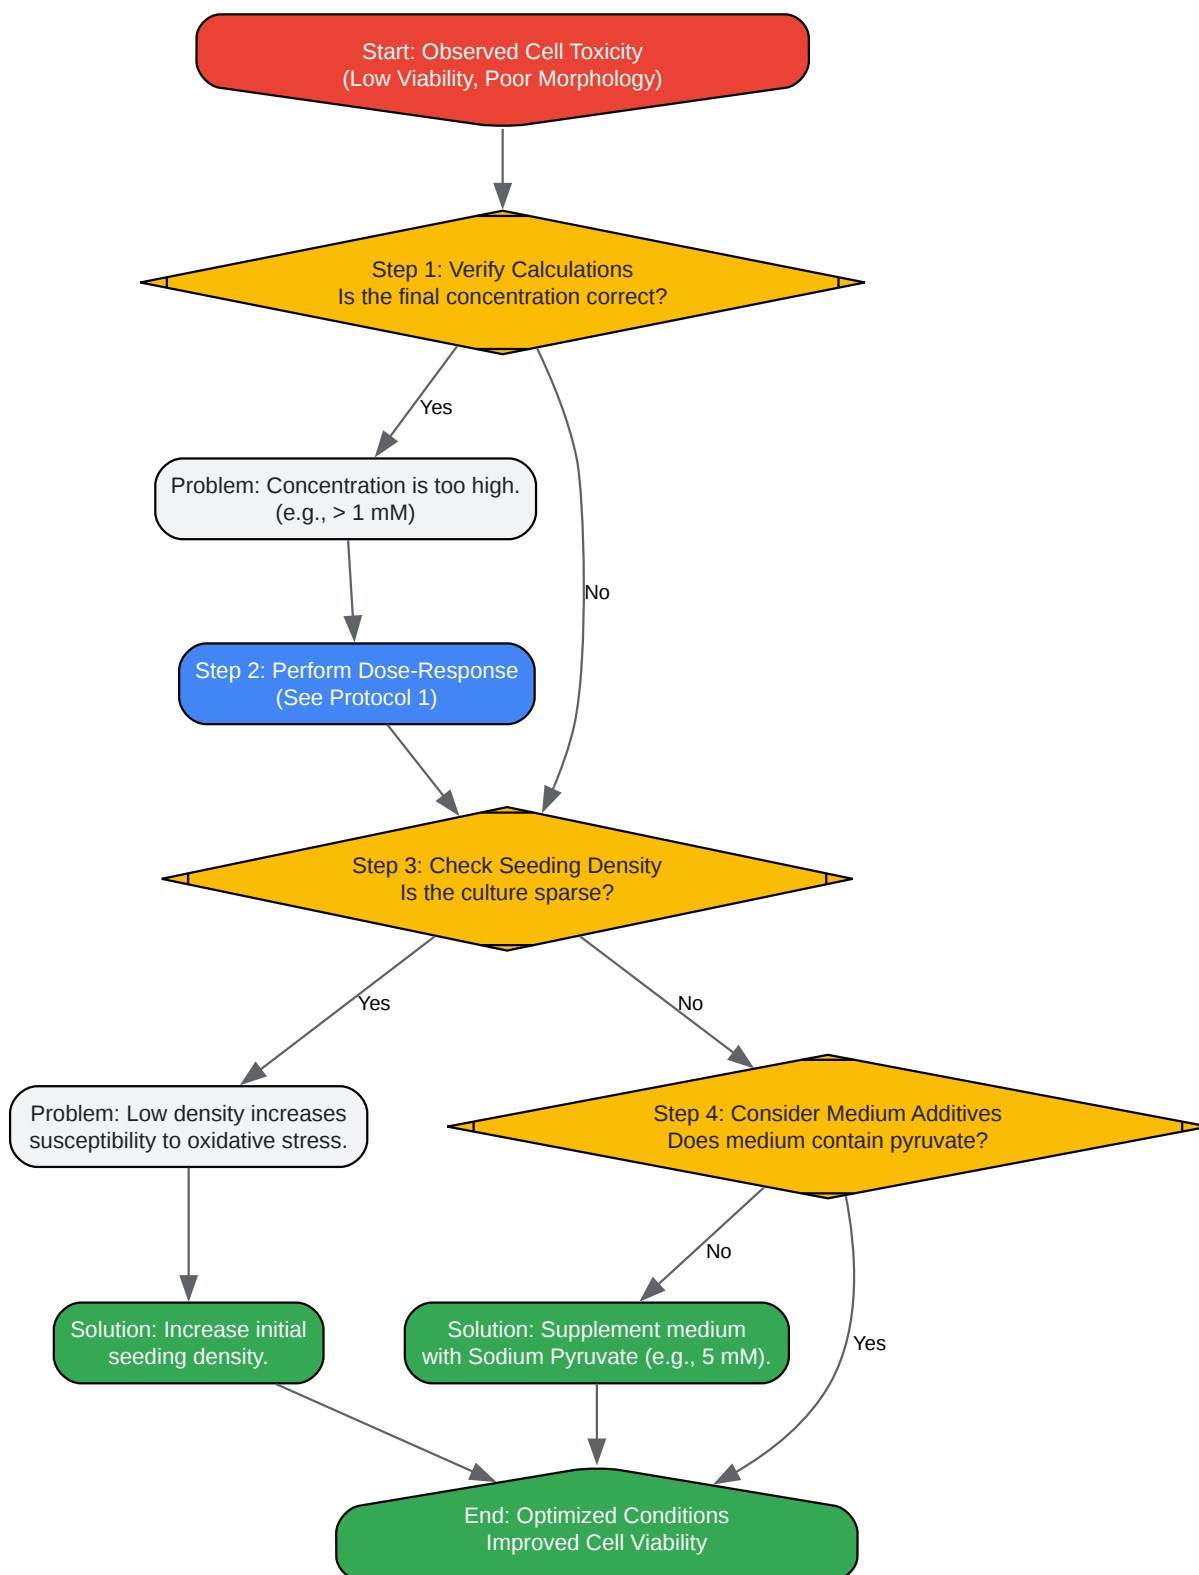 Start: Observed Cell Toxicity
(Low Viability, Poor Morphology)
Step 1: Verify Calculations
Is the final concentration correct?
Yes
Problem: Concentration is too high.
(e.g., > 1 mM)
No
Step 2: Perform Dose-Response
(See Protocol 1)
Step 3: Check Seeding Density
Is the culture sparse?
Yes
No
Problem: Low density increases
susceptibility to oxidative stress.
Step 4: Consider Medium Additives
Does medium contain pyruvate?
No
Yes
Solution: Increase initial
seeding density.
Solution: Supplement medium
with Sodium Pyruvate (e.g., 5 mM).
End: Optimized Conditions
Improved Cell Viability